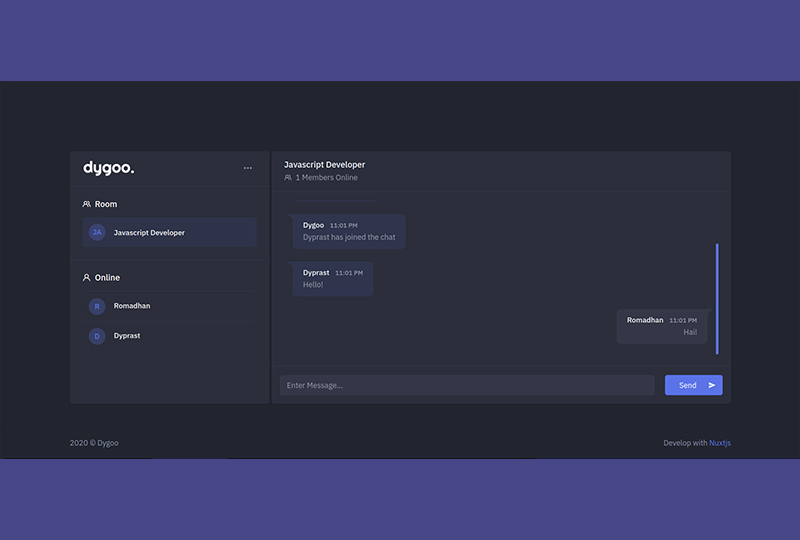 dygoo.
Room
JA Javascript Developer
Online
R Romadhan
D Dyprast
Javascript Developer
1 Members Online
Dygoo 11:01 PM
Dyprast has joined the chat
Dyprast 11:01 PM
Hello!
Romadhan 11:01 PM
Hai!
Enter Message...
Send
2020 © Dygoo
Develop with Nuxtjs